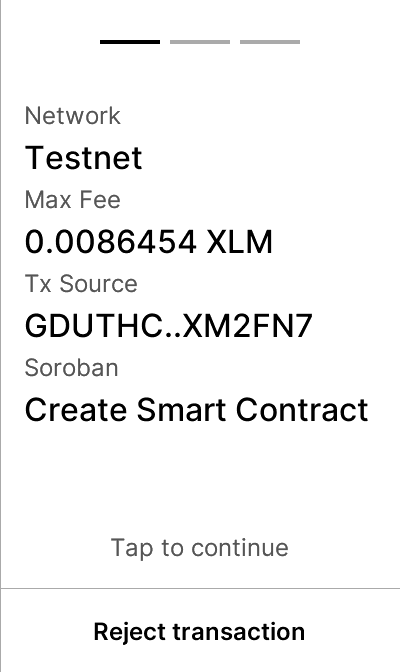 Network
Testnet
Max Fee
0.0086454 XLM
Tx Source
GDUTHC..XM2FN7
Soroban
Create Smart Contract
Tap to continue
Reject transaction